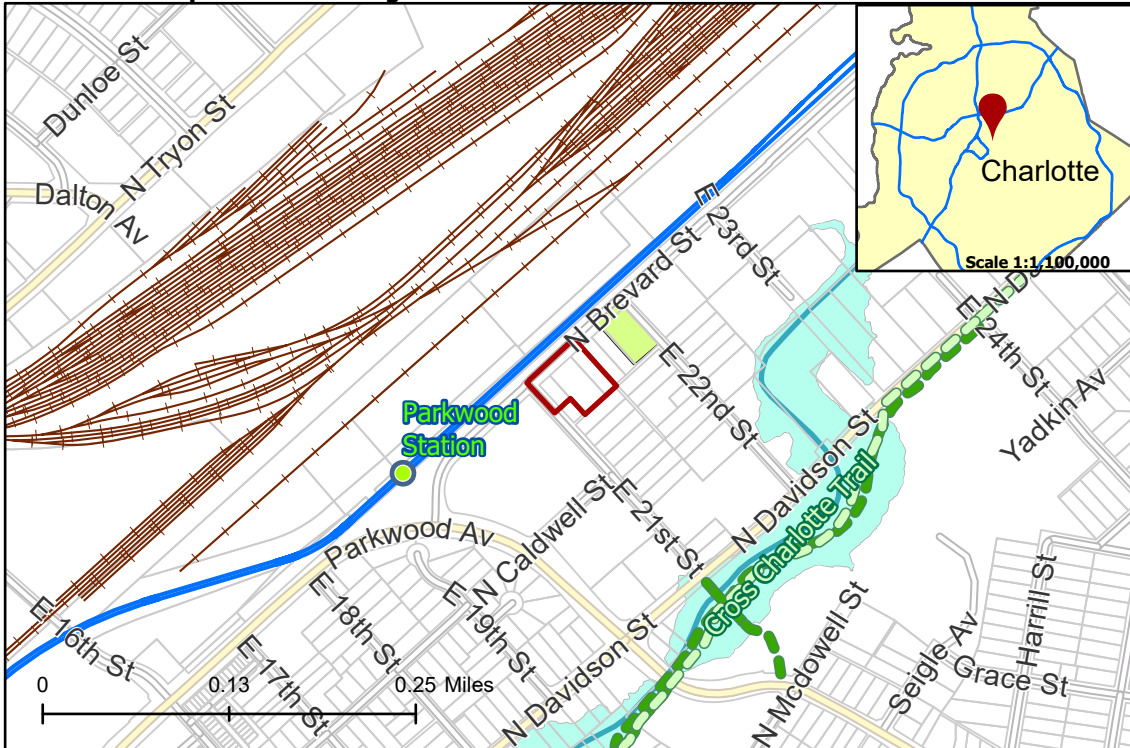 Dunloe St
N Tryon St
Dalton Av
Charlotte
Scale 1:1,100,000
E 23rd St
N Brevard St
E 24th St
N Da
Yadkin Av
E 22nd St
Parkwood
Station
N Davidson St
Cross Charlotte Trail
E 21st St
N Caldwell St
Parkwood Av
E 16th St
E 18th St
E 19th St
E 17th St
N Davidson St
N Mcdowell St
Seigle Av
Harrill St
Grace St
0
0.13
0.25 Miles